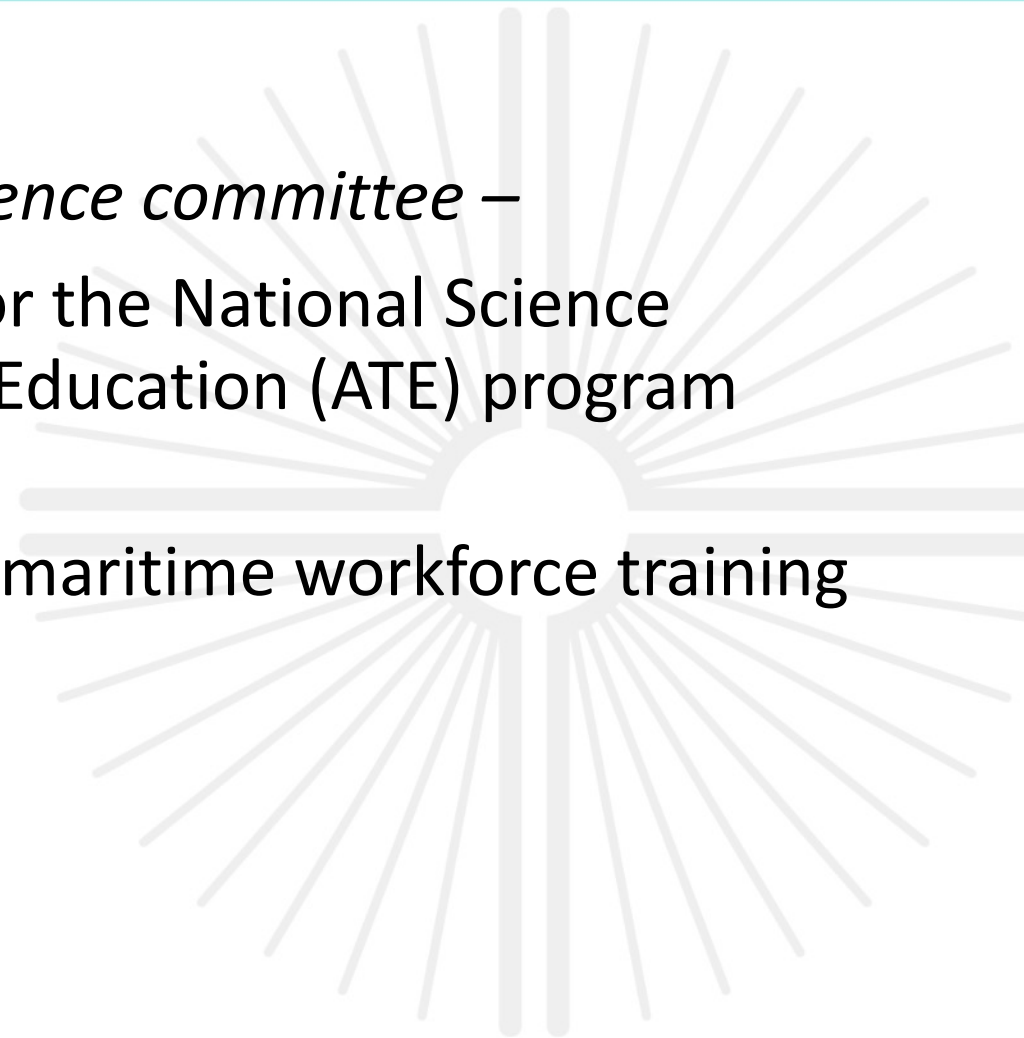 ence committee –
or the National Science
Education (ATE) program
maritime workforce training